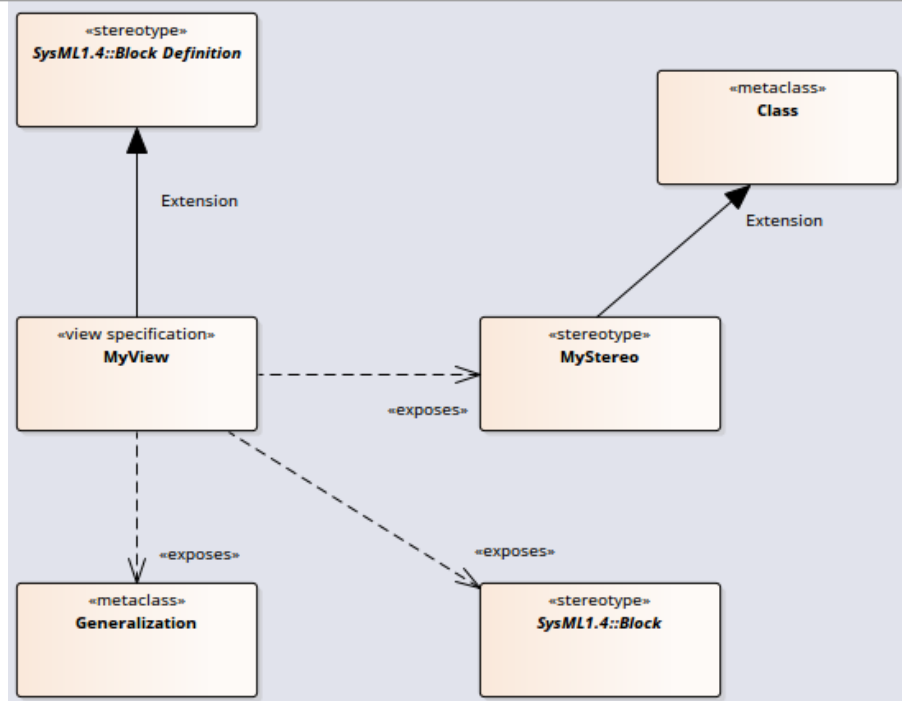 «stereotype»
SysML1.4::Block Definition
«metaclass»
Class
Extension
Extension
«view specification»
MyView
«stereotype»
MyStereo
«exposes»
«exposes»
«exposes»
«metaclass»
Generalization
«stereotype»
SysML1.4::Block